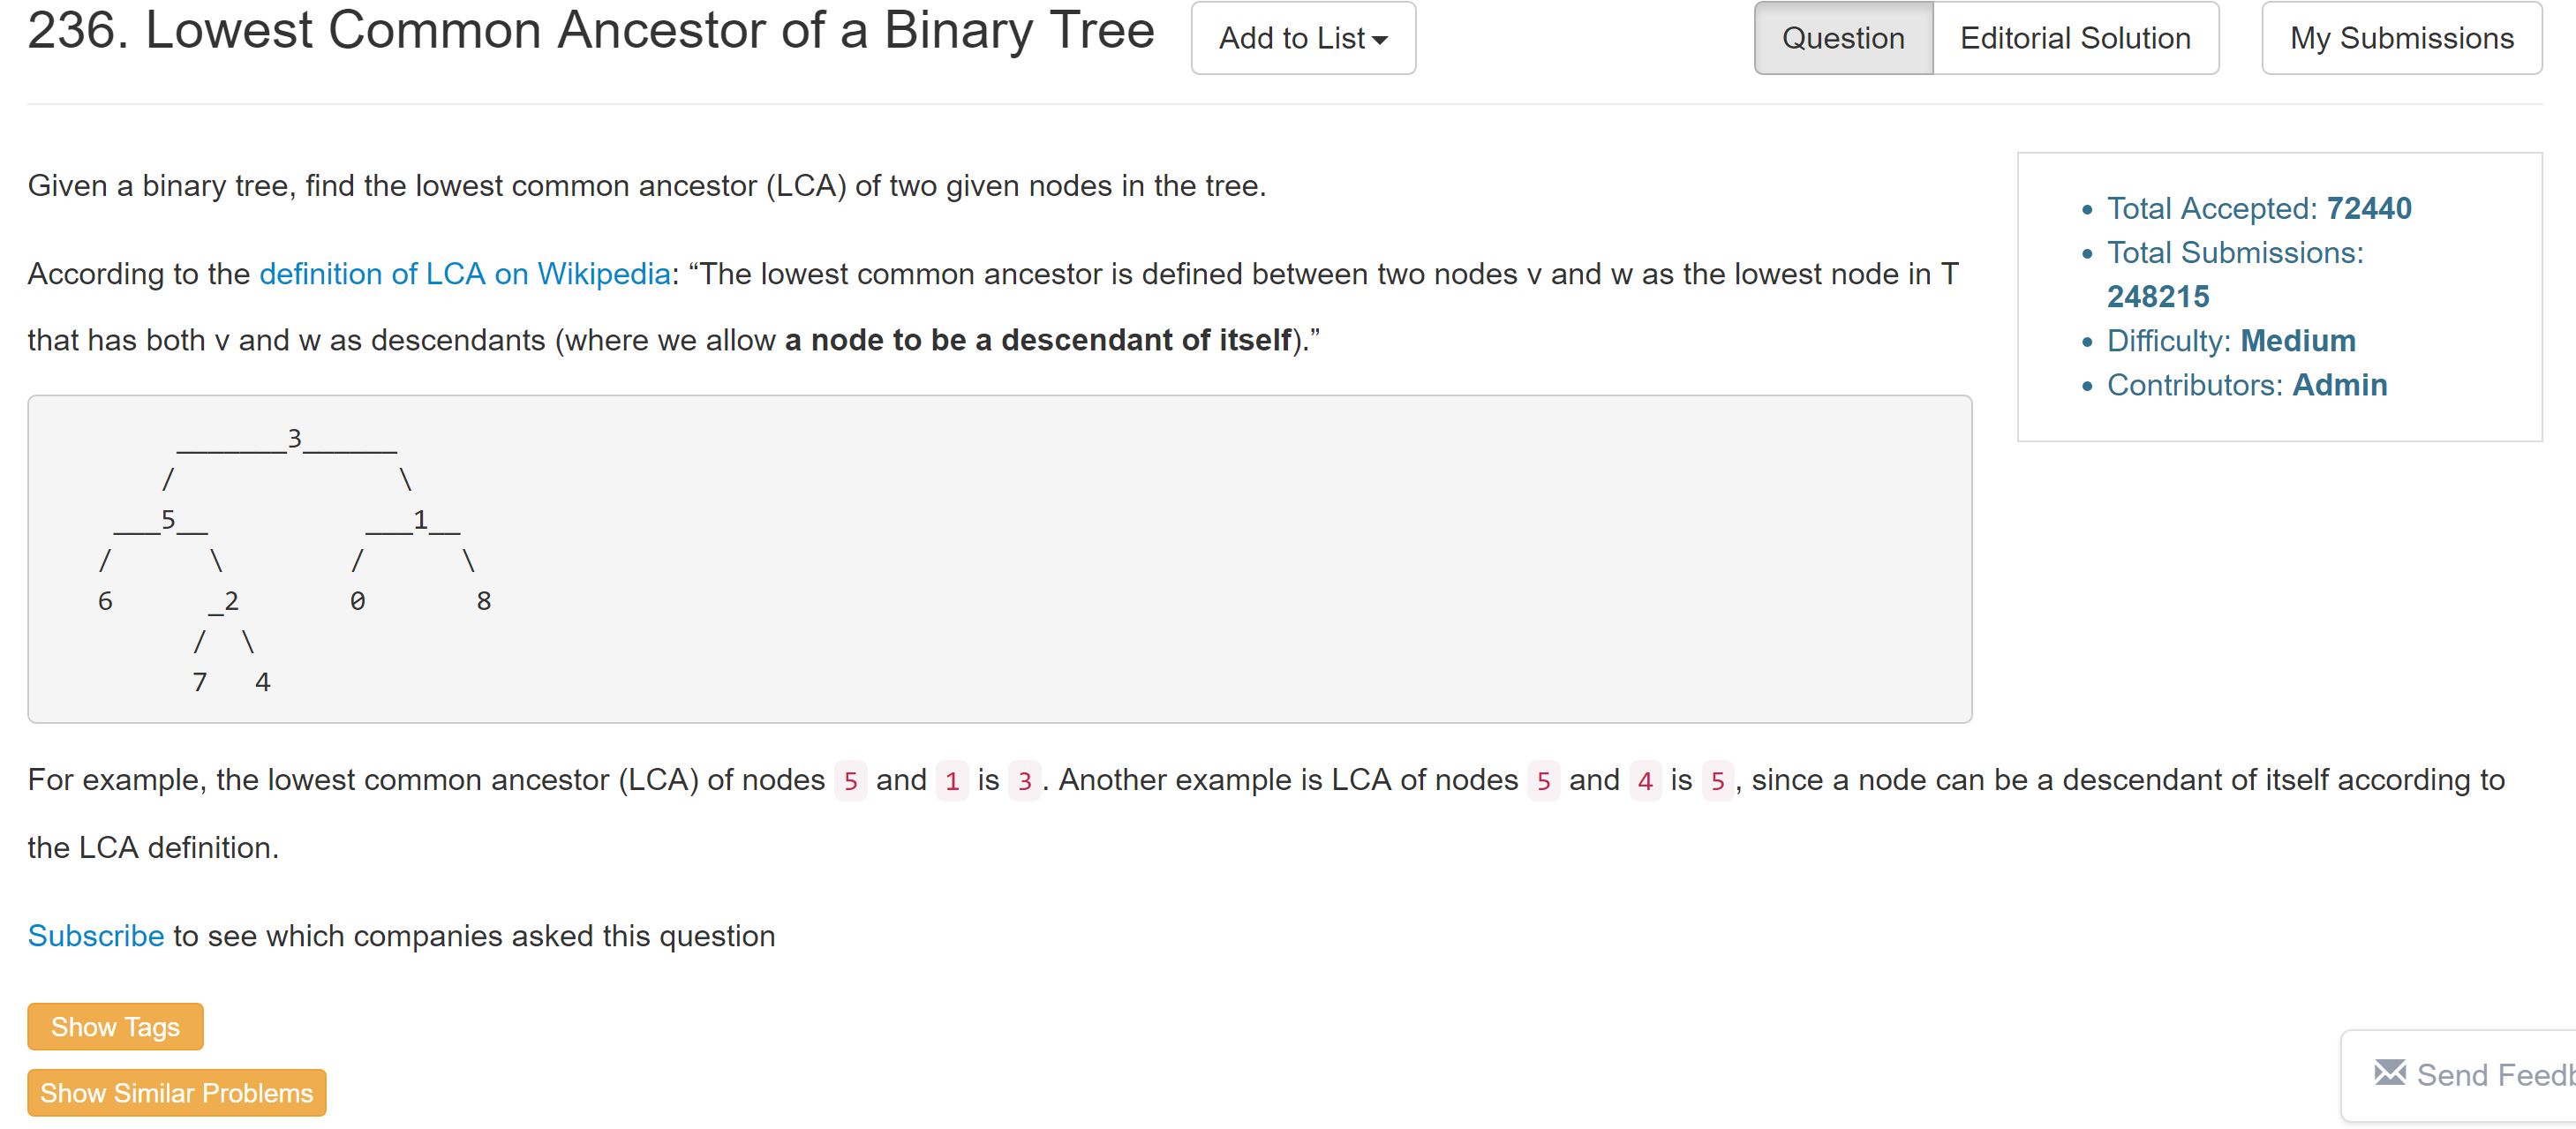 236. Lowest Common Ancestor of a Binary Tree
Add to List
Question
Editorial Solution
My Submissions
Given a binary tree, find the lowest common ancestor (LCA) of two given nodes in the tree.
According to the definition of LCA on Wikipedia: “The lowest common ancestor is defined between two nodes v and w as the lowest node in T
that has both v and w as descendants (where we allow a node to be a descendant of itself).”
Total Accepted: 72440
Total Submissions:
248215
Difficulty: Medium
Contributors: Admin
_______3______
/ \
___5__ ___1__
/ \ / \
6 _2 0 8
/ \
7 4
For example, the lowest common ancestor (LCA) of nodes 5 and 1 is 3. Another example is LCA of nodes 5 and 4 is 5, since a node can be a descendant of itself according to
the LCA definition.
Subscribe to see which companies asked this question
Show Tags
Show Similar Problems
Send